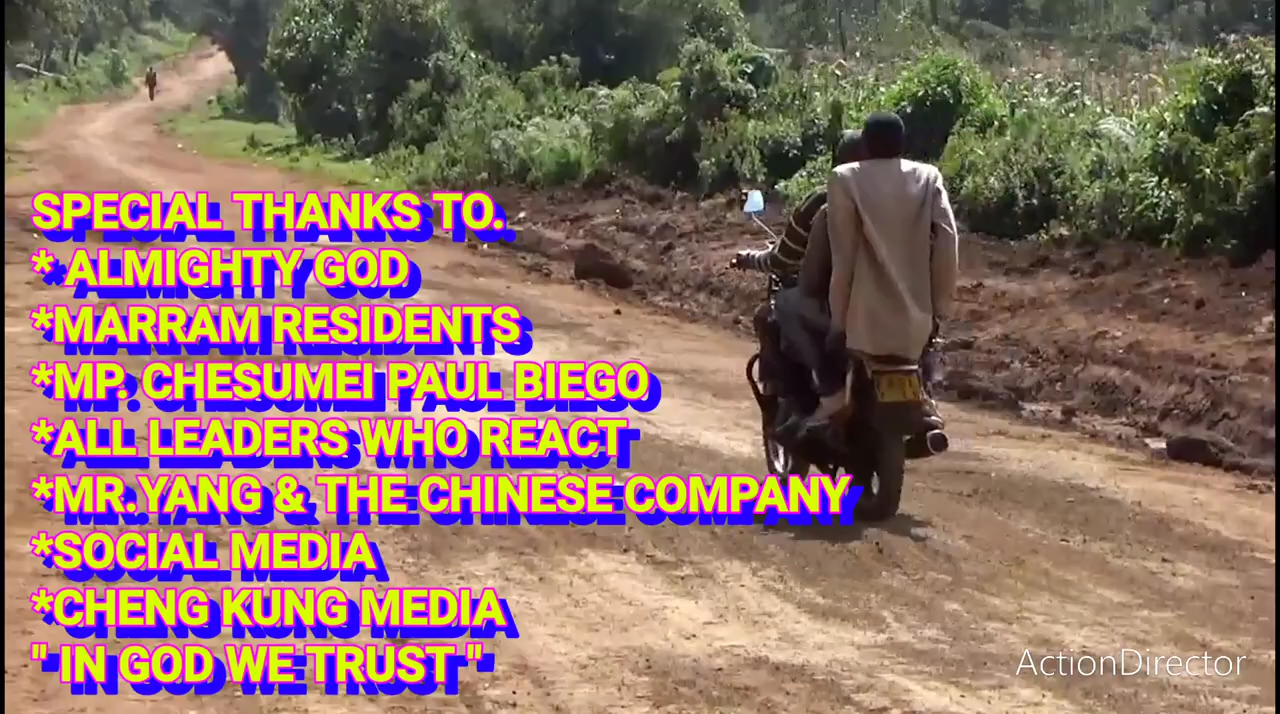 SPECIAL THANKS TO.
* ALMIGHTY GOD
*MARRAM RESIDENTS
*MP. CHESUMEI PAUL BIEGO
*ALL LEADERS WHO REACT
*MR.YANG & THE CHINESE COMPANY
*SOCIAL MEDIA
*CHENG KUNG MEDIA
" IN GOD WE TRUST "
ActionDirector